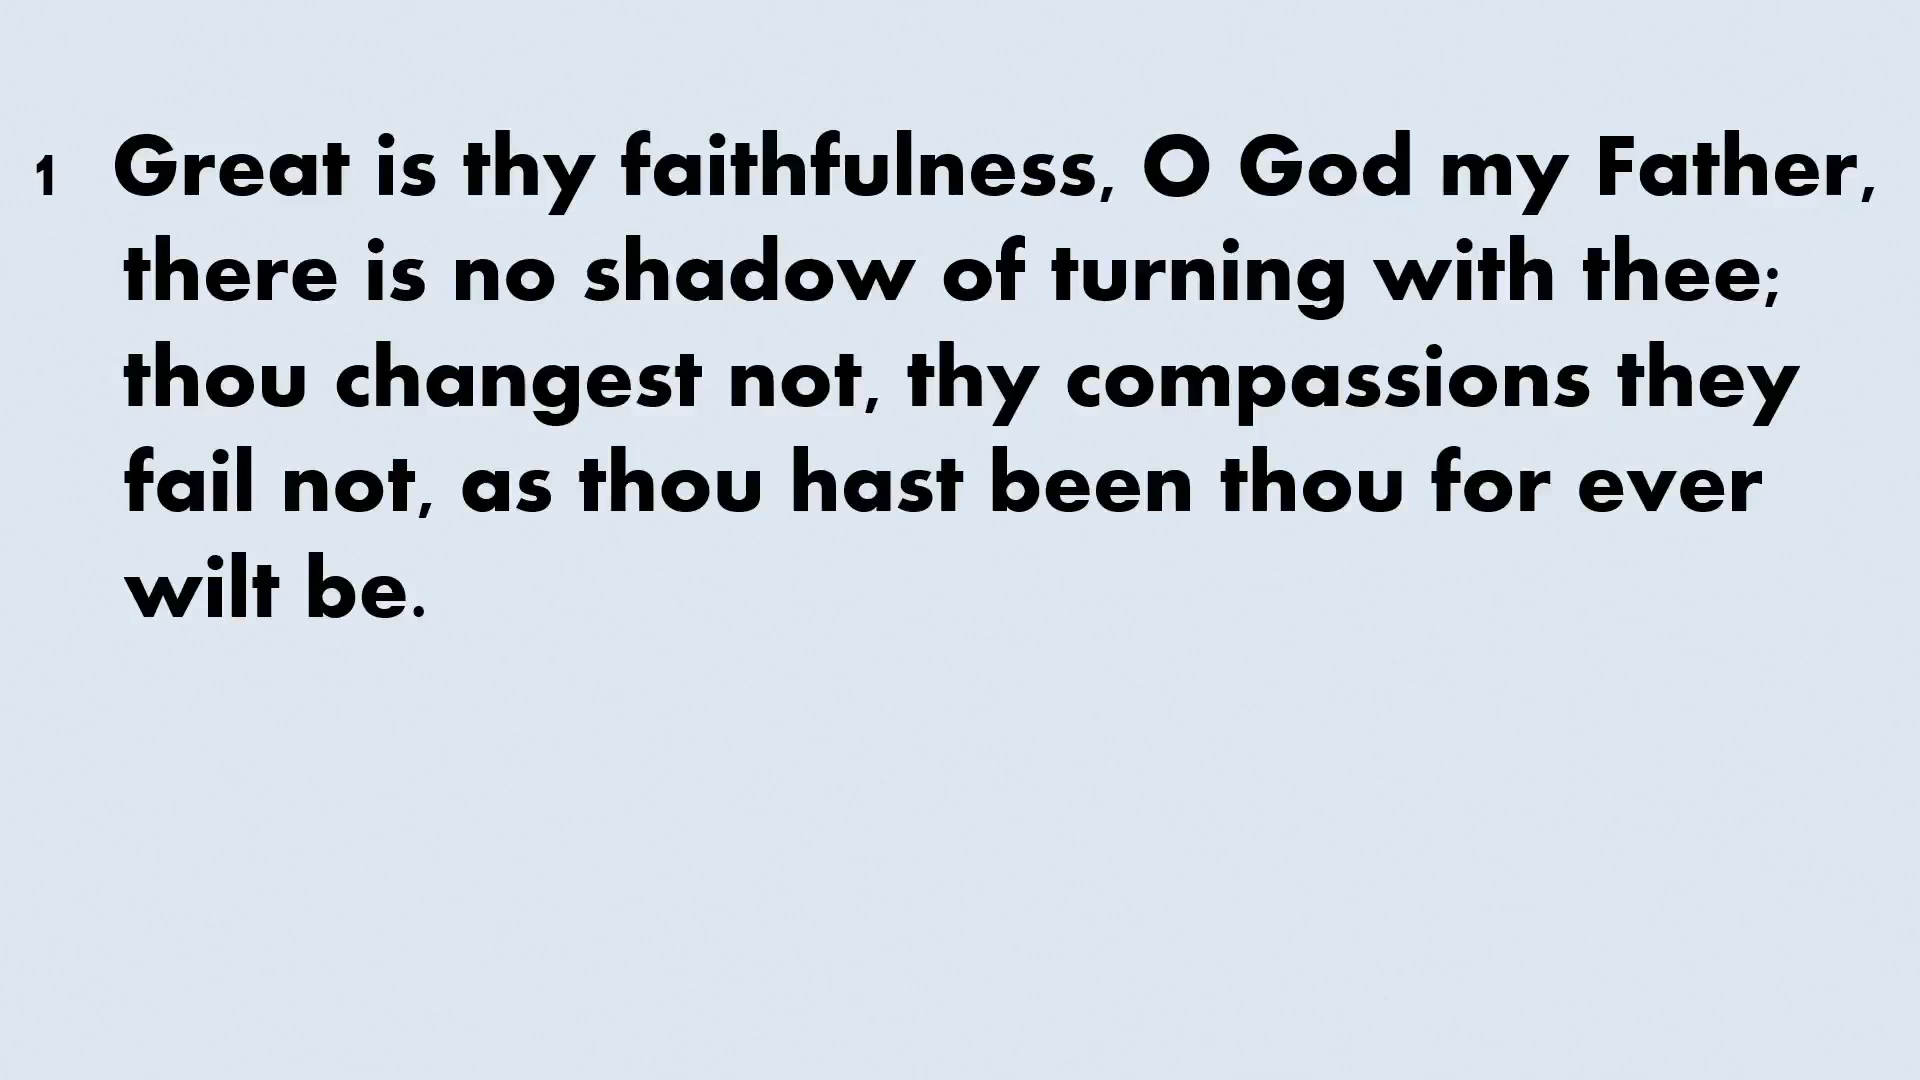 1 Great is thy faithfulness, O God my Father,
there is no shadow of turning with thee;
thou changest not, thy compassions they
fail not, as thou hast been thou for ever
wilt be.